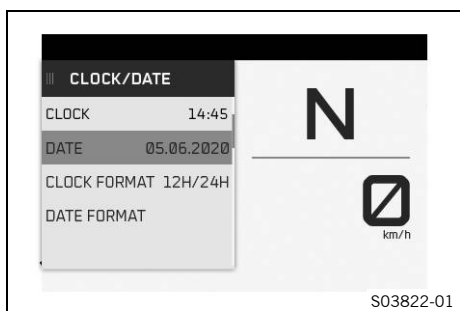 CLOCK/DATE
CLOCK 14:45
DATE 05.06.2020
CLOCK FORMAT 12H/24H
DATE FORMAT
N
0
km/h
S03822-01